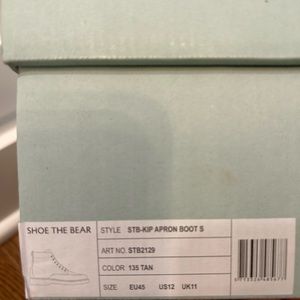 SHOE THE BEAR
STYLE STB-KIP APRON BOOT S
ART NO. STB2129
COLOR 135 TAN
SIZE EU45 US12 UK11